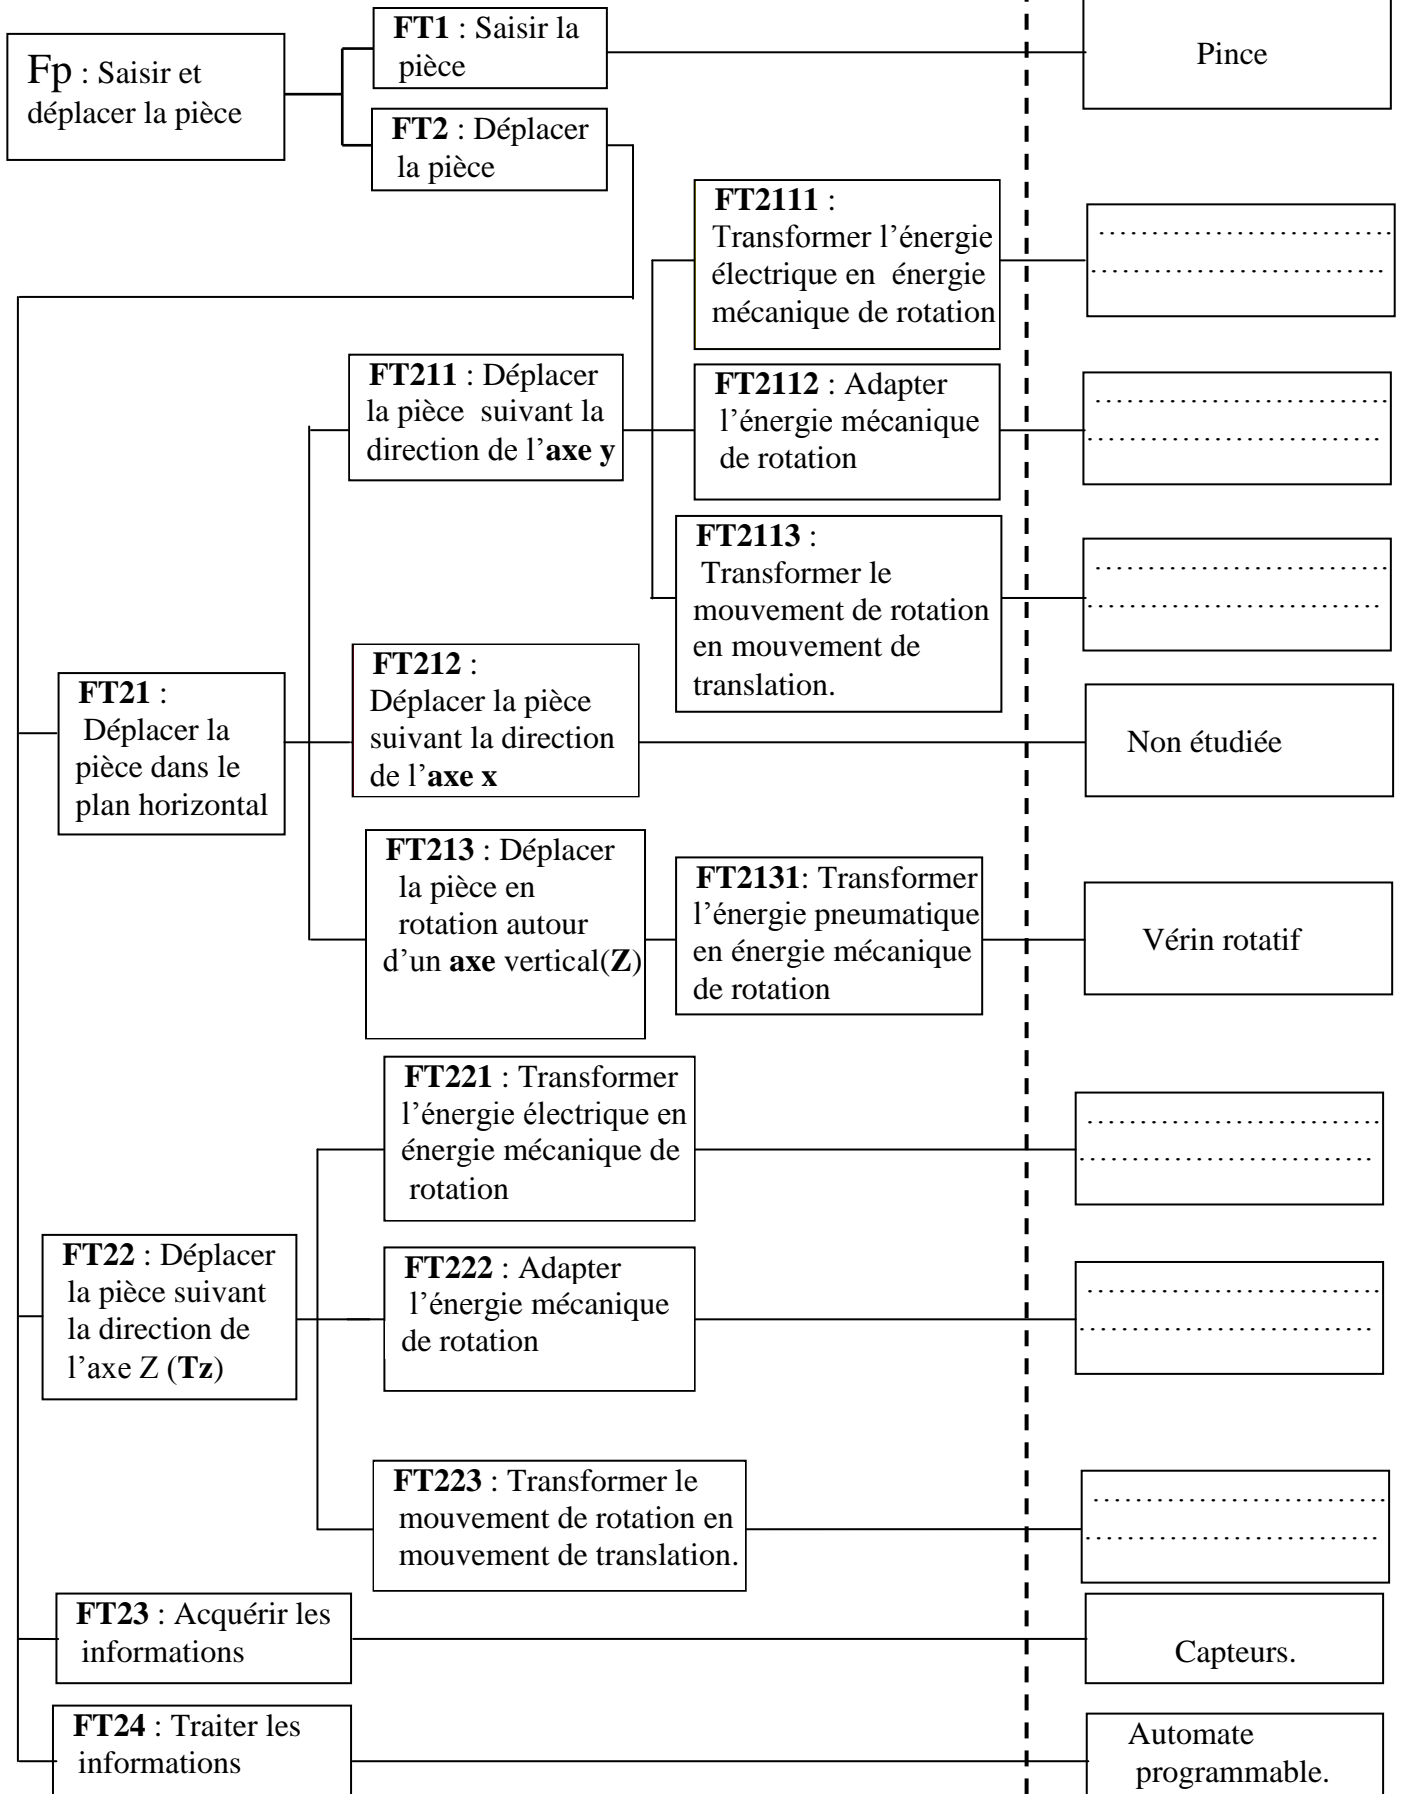 Fp : Saisir et
déplacer la pièce
FT1 : Saisir la
pièce
Pince
FT2 : Déplacer
la pièce
FT2111 :
Transformer l’énergie
électrique en énergie
mécanique de rotation
……………………….
……………………….
FT211 : Déplacer
la pièce suivant la
direction de l’axe y
FT2112 : Adapter
l’énergie mécanique
de rotation
……………………….
……………………….
FT2113 :
Transformer le
mouvement de rotation
en mouvement de
translation.
……………………….
……………………….
FT21 :
Déplacer la
pièce dans le
plan horizontal
FT212 :
Déplacer la pièce
suivant la direction
de l’axe x
Non étudiée
FT213 : Déplacer
la pièce en
rotation autour
d’un axe vertical(Z)
FT2131: Transformer
l’énergie pneumatique
en énergie mécanique
de rotation
Vérin rotatif
FT221 : Transformer
l’énergie électrique en
énergie mécanique de
rotation
……………………….
……………………….
FT22 : Déplacer
la pièce suivant
la direction de
l’axe Z (Tz)
FT222 : Adapter
l’énergie mécanique
de rotation
……………………….
……………………….
FT223 : Transformer le
mouvement de rotation en
mouvement de translation.
……………………….
……………………….
FT23 : Acquérir les
informations
Capteurs.
FT24 : Traiter les
informations
Automate
programmable.